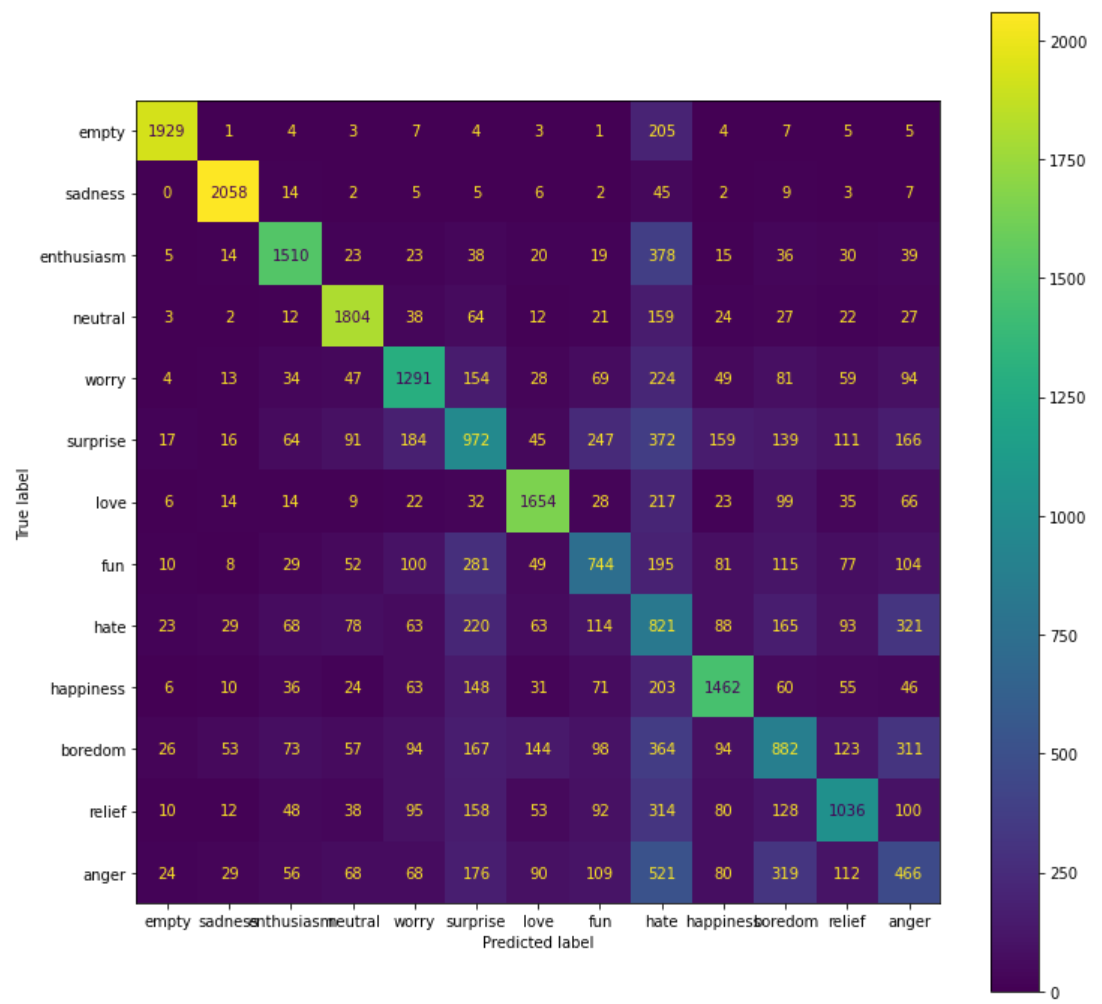 2000
empty 1929 1 4 3 7 4 3 1 205 4 7 5 5
sadness 0 2058 14 2 5 5 6 2 45 2 9 3 7
1750
enthusiasm 5 14 1510 23 23 38 20 19 378 15 36 30 39
1500
neutral 3 2 12 1804 38 64 12 21 159 24 27 22 27
worry 4 13 34 47 1291 154 28 69 224 49 81 59 94
1250
surprise 17 16 64 91 184 972 45 247 372 159 139 111 166
True label
love 6 14 14 9 22 32 1654 28 217 23 99 35 66
1000
fun 10 8 29 52 100 281 49 744 195 81 115 77 104
hate 23 29 68 78 63 220 63 114 821 88 165 93 321
750
happiness 6 10 36 24 63 148 31 71 203 1462 60 55 46
boredom 26 53 73 57 94 167 144 98 364 94 882 123 311
500
relief 10 12 48 38 95 158 53 92 314 80 128 1036 100
anger 24 29 56 68 68 176 90 109 521 80 319 112 466
250
empty sadness enthusiasm neutral worry surprise love fun hate happiness boredom relief anger
Predicted label
0